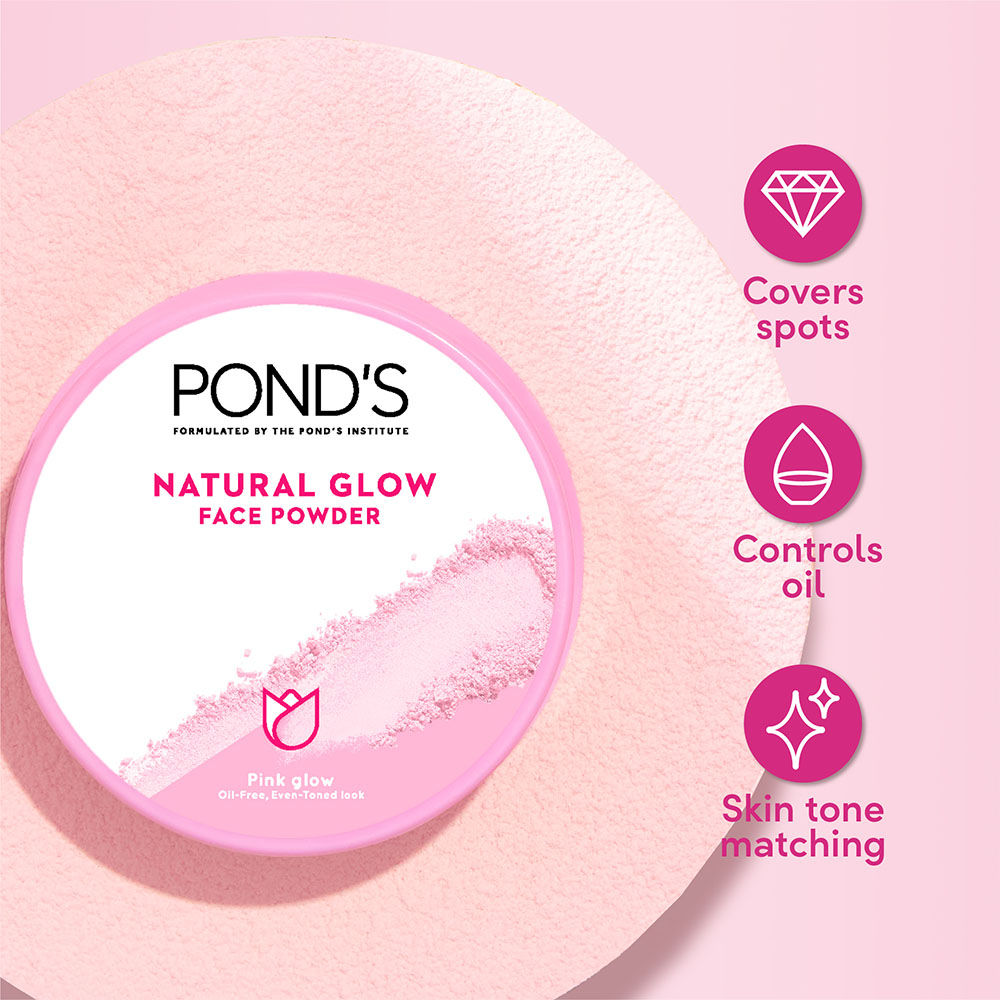 POND'S
FORMULATED BY THE POND'S INSTITUTE
NATURAL GLOW
FACE POWDER
Pink glow
Oil-Free, Even-Toned look
Covers
spots
Controls
oil
Skin tone
matching